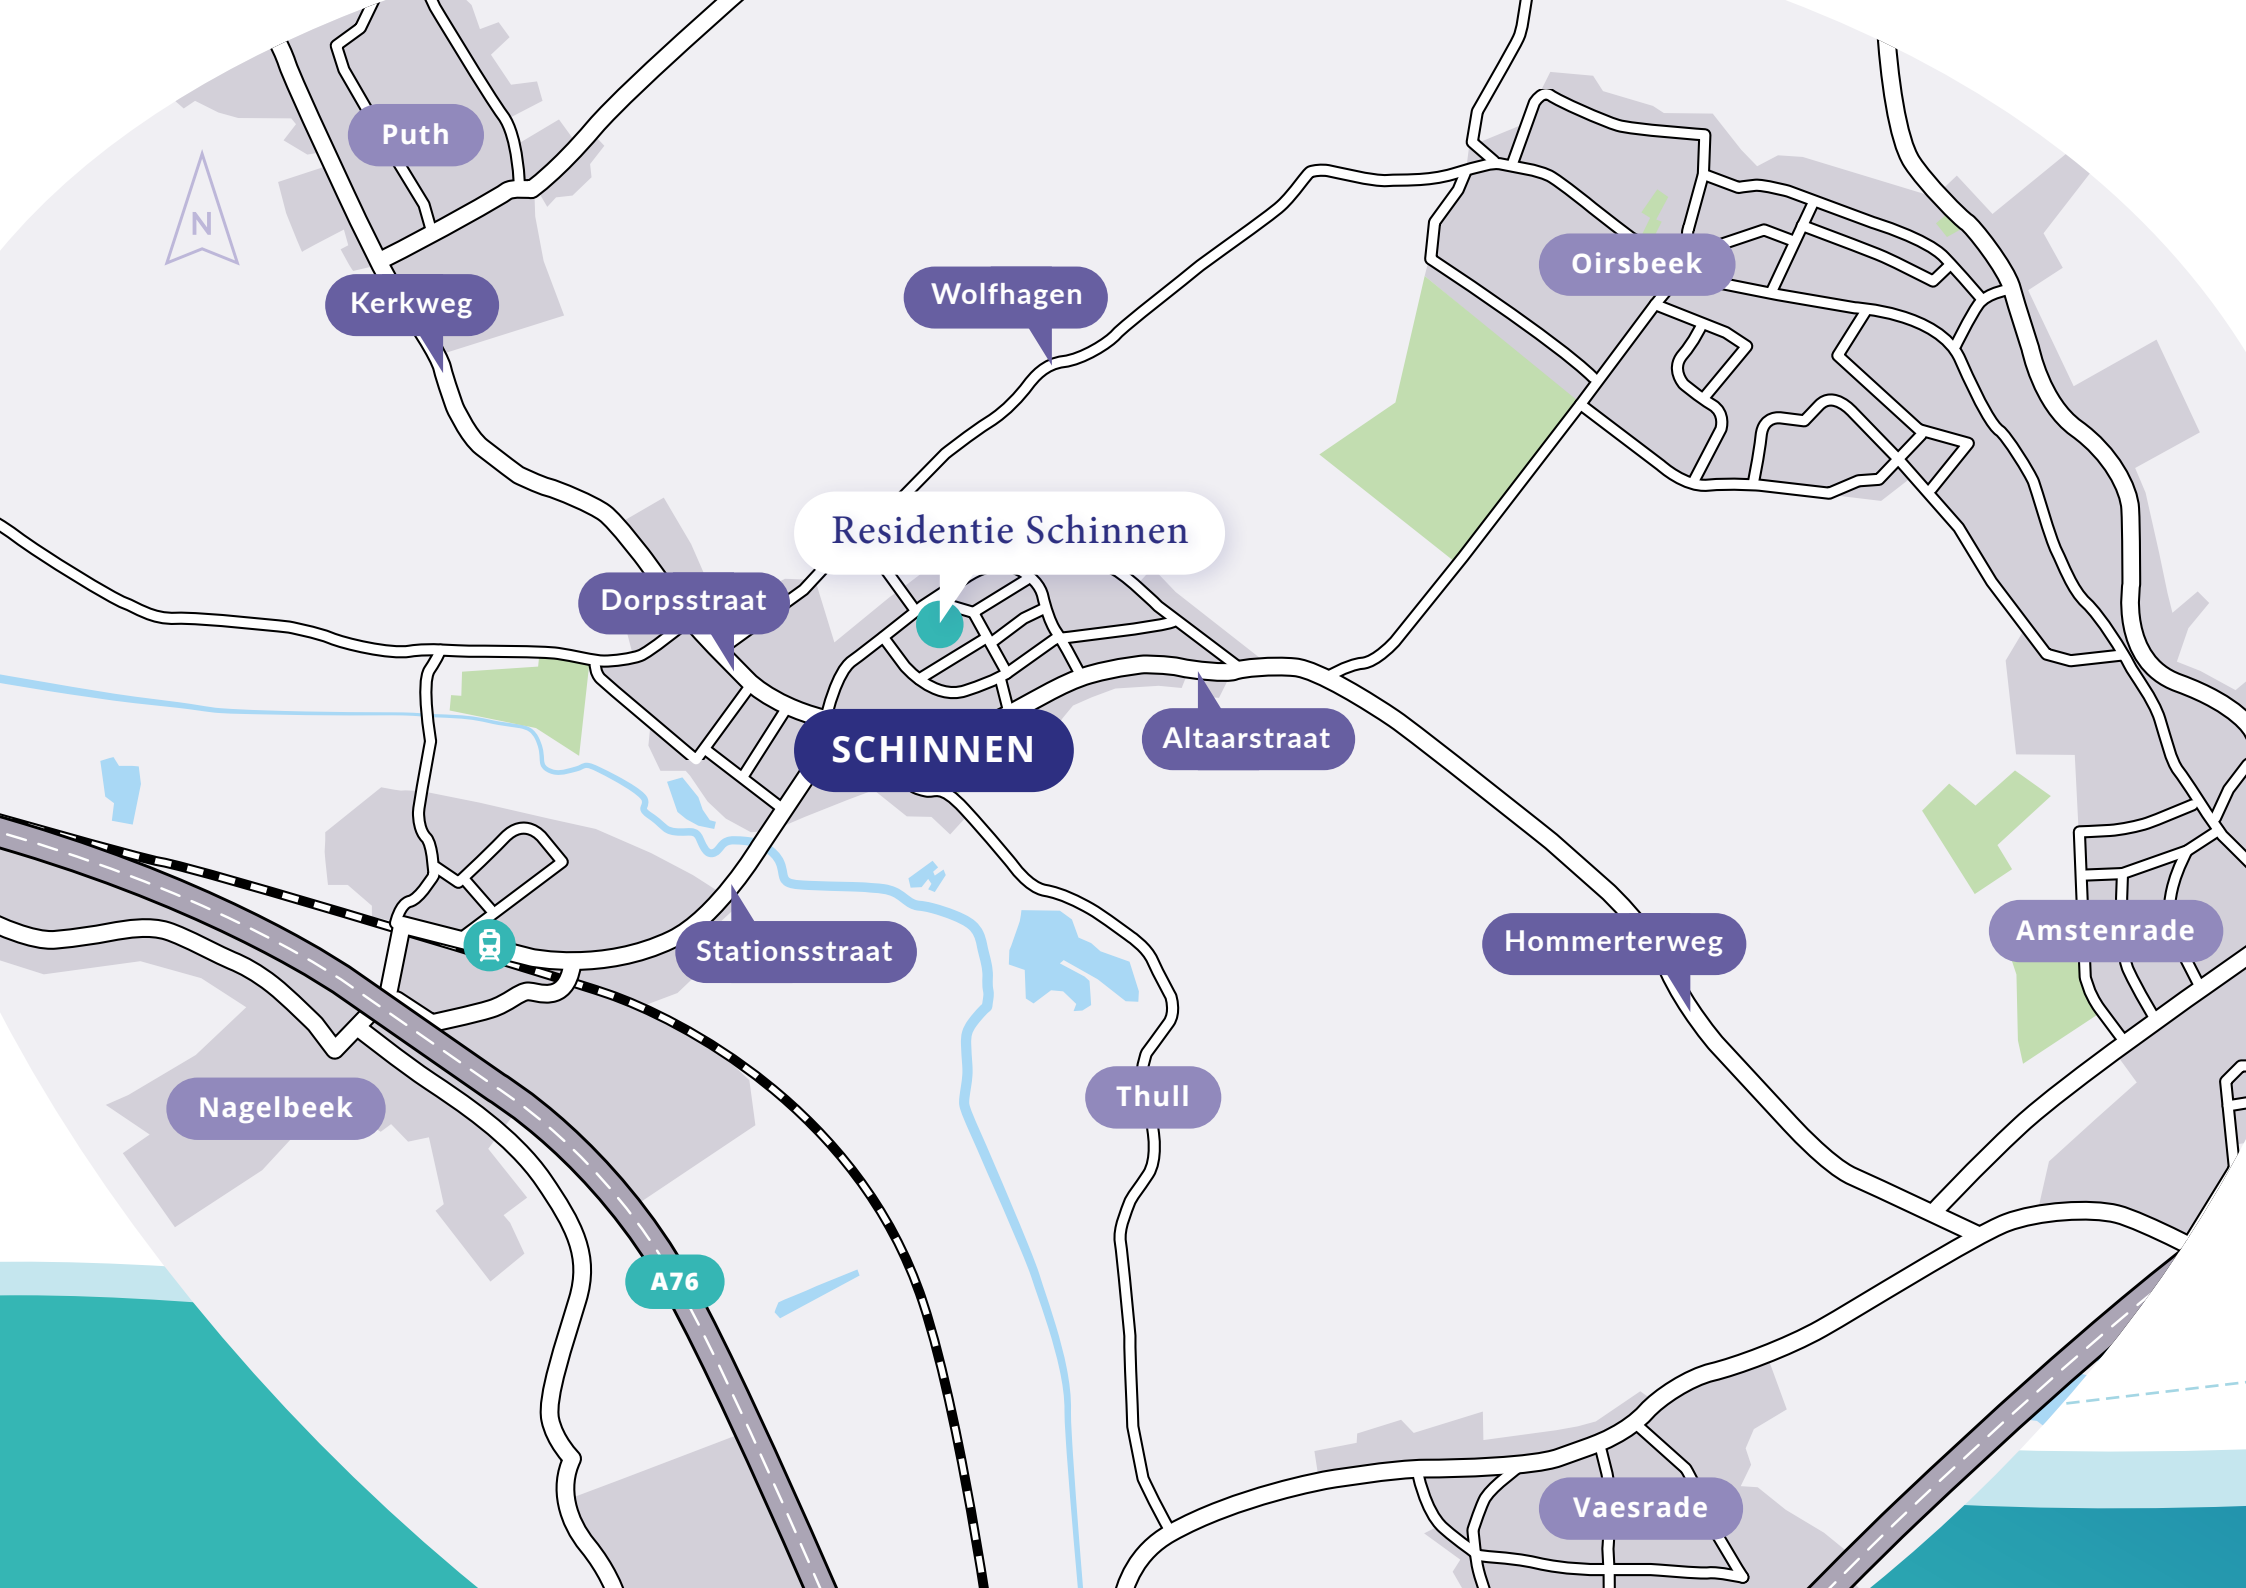 Puth
N
Oirsbeek
Kerkweg
Wolfhagen
Residentie Schinnen
Dorpsstraat
SCHINNEN
Altaarstraat
Amstenrade
Hommerterweg
Stationsstraat
Thull
Nagelbeek
A76
Vaesrade